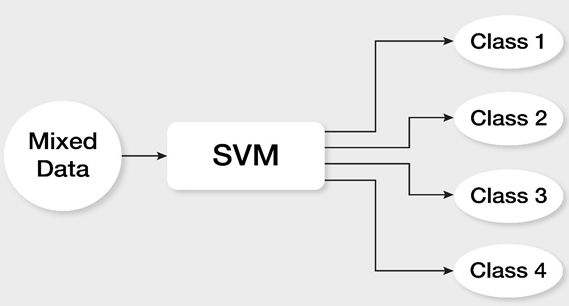 Mixed
Data
SVM
Class 1
Class 2
Class 3
Class 4